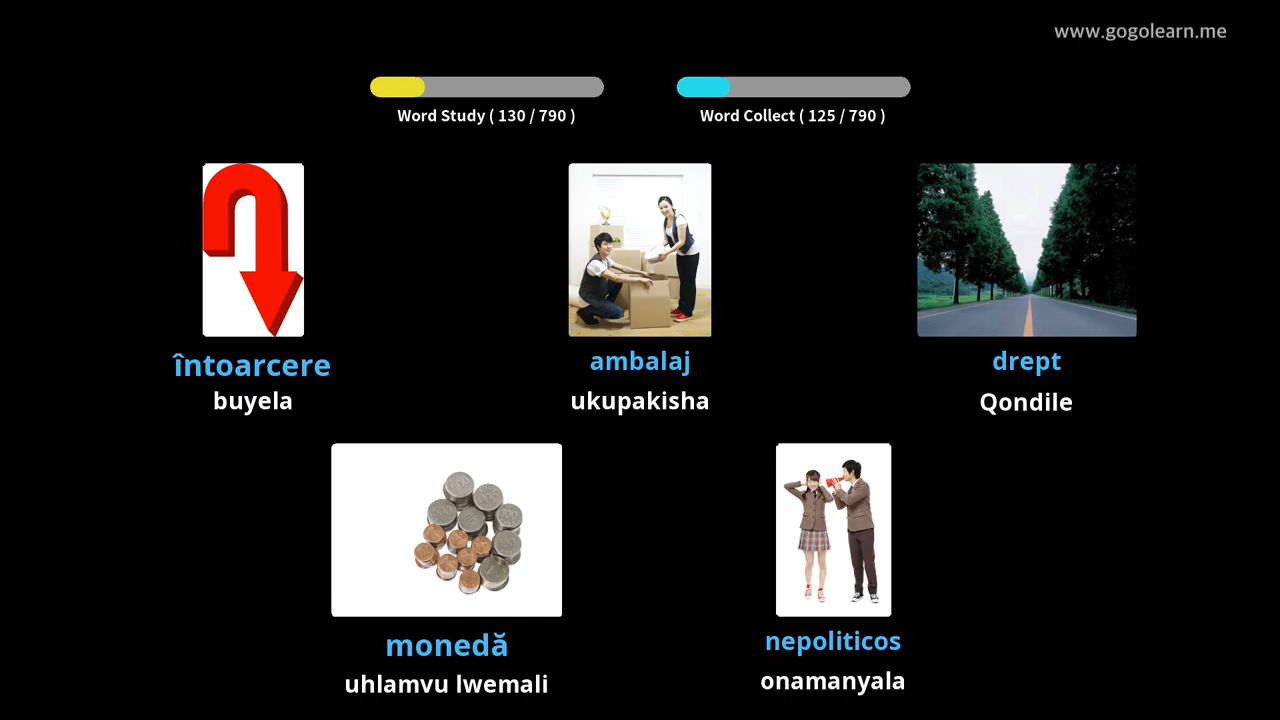 www.gogolearn.me
Word Study ( 130 / 790 )
Word Collect ( 125 / 790 )
întoarcere
buyela
ambalaj
ukupakisha
drept
Qondile
monedă
uhlamvu lwemali
nepoliticos
onamanyala